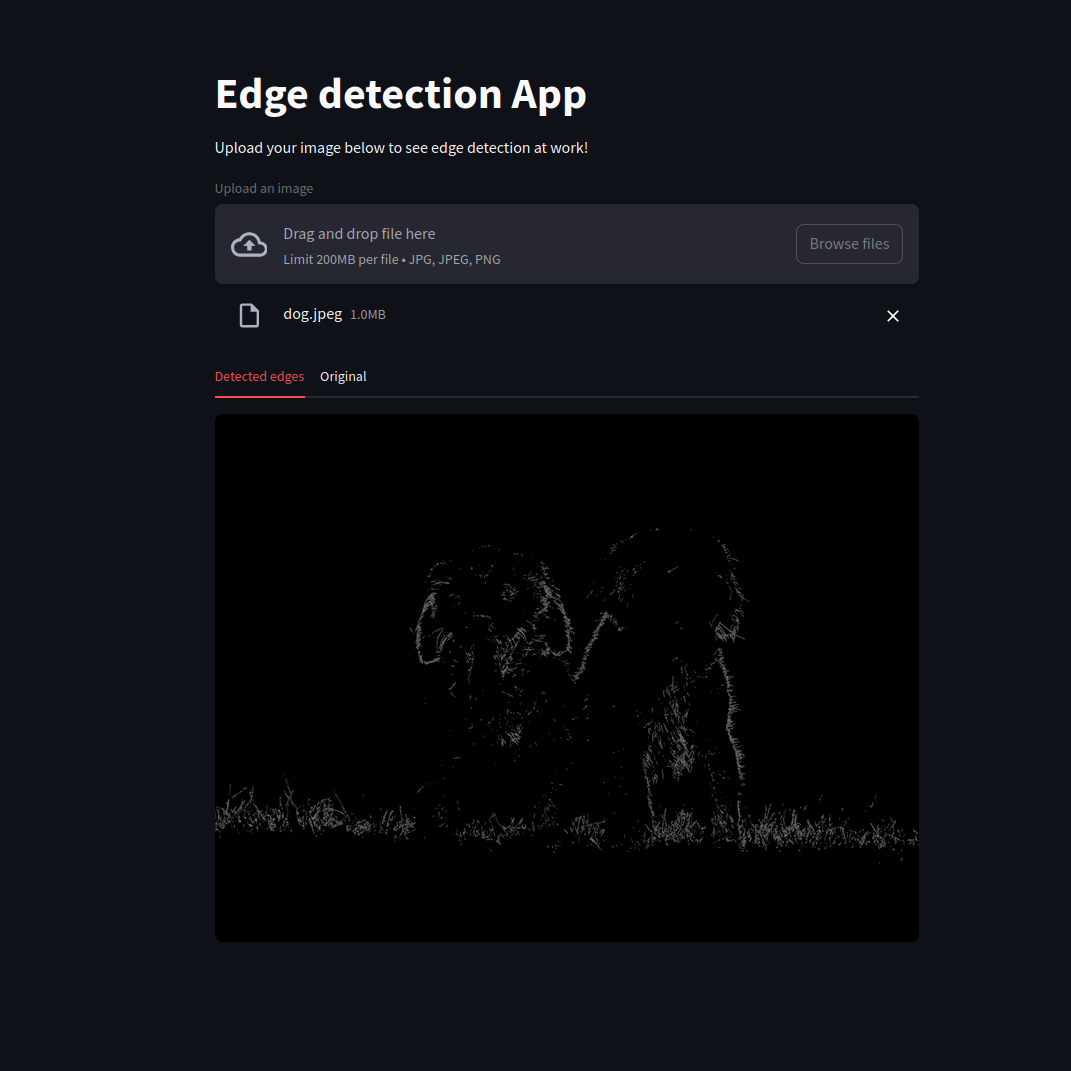 Edge detection App
Upload your image below to see edge detection at work!
Upload an image
Drag and drop file here
Limit 200MB per file • JPG, JPEG, PNG
Browse files
dog.jpeg 1.0MB
Detected edges Original